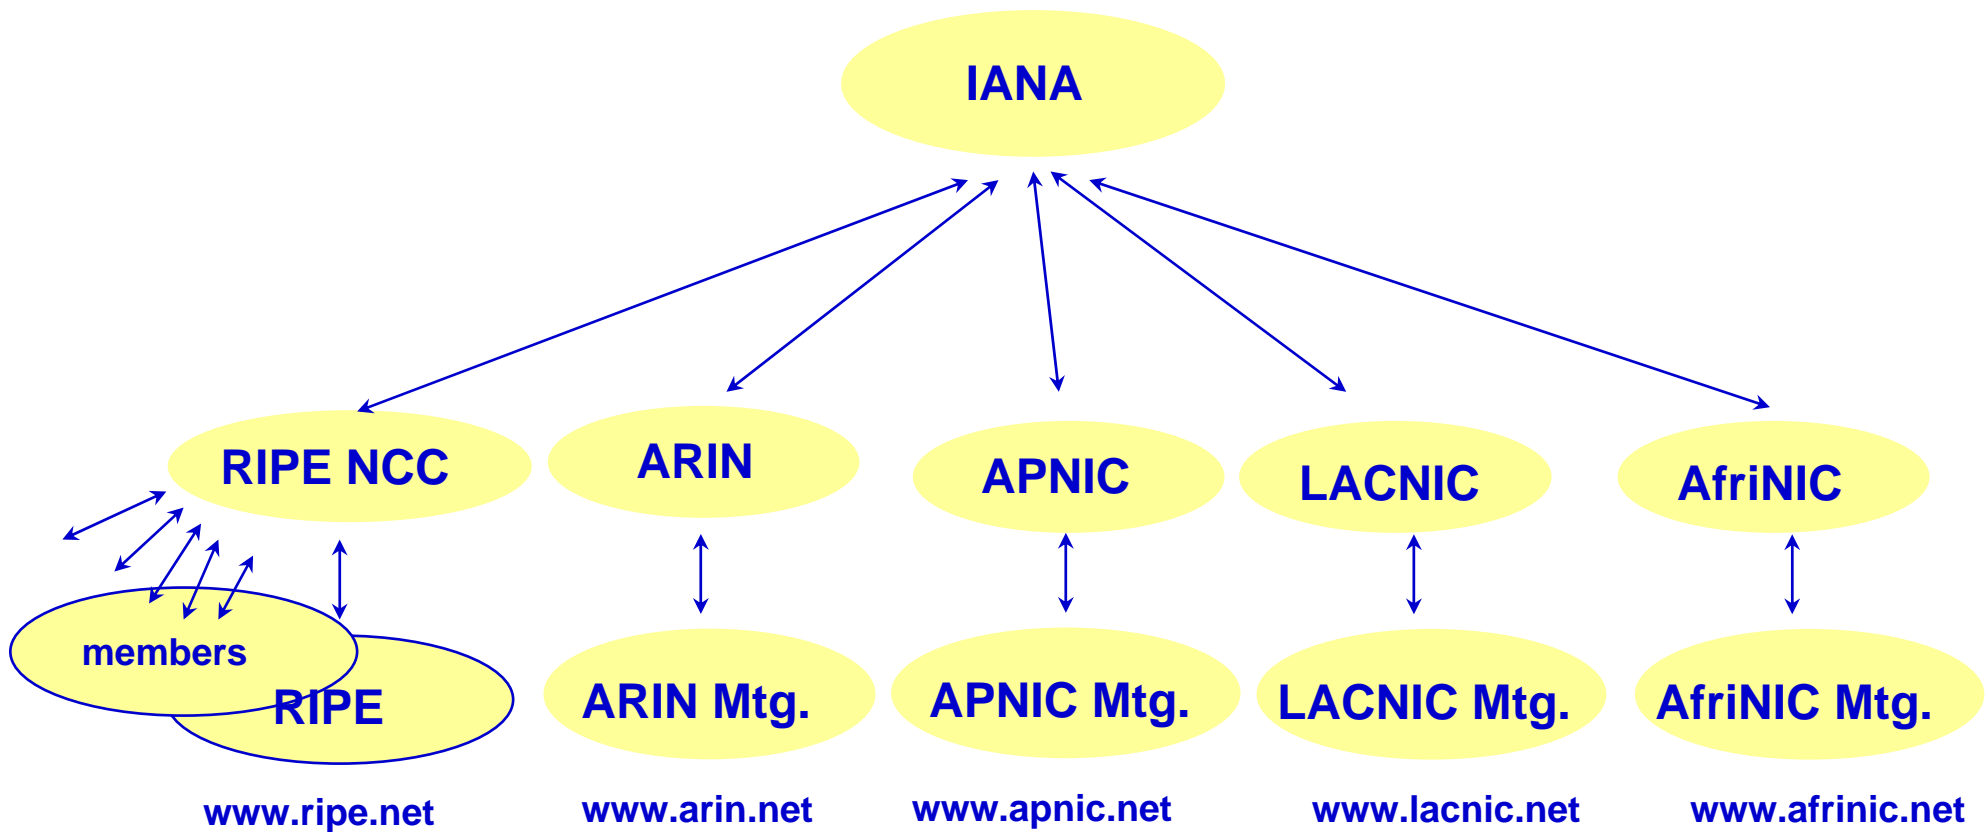 IANA
RIPE NCC
ARIN
APNIC
LACNIC
AfriNIC
members
RIPE
ARIN Mtg.
APNIC Mtg.
LACNIC Mtg.
AfriNIC Mtg.
www.ripe.net
www.arin.net
www.apnic.net
www.lacnic.net
www.afrinic.net